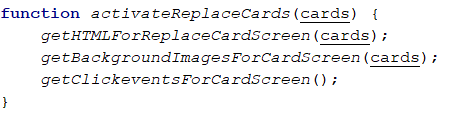 function activateReplaceCards(cards) {
    getHTMLForReplaceCardScreen(cards);
    getBackgroundImagesForCardScreen(cards);
    getClickeventsForCardScreen();
}